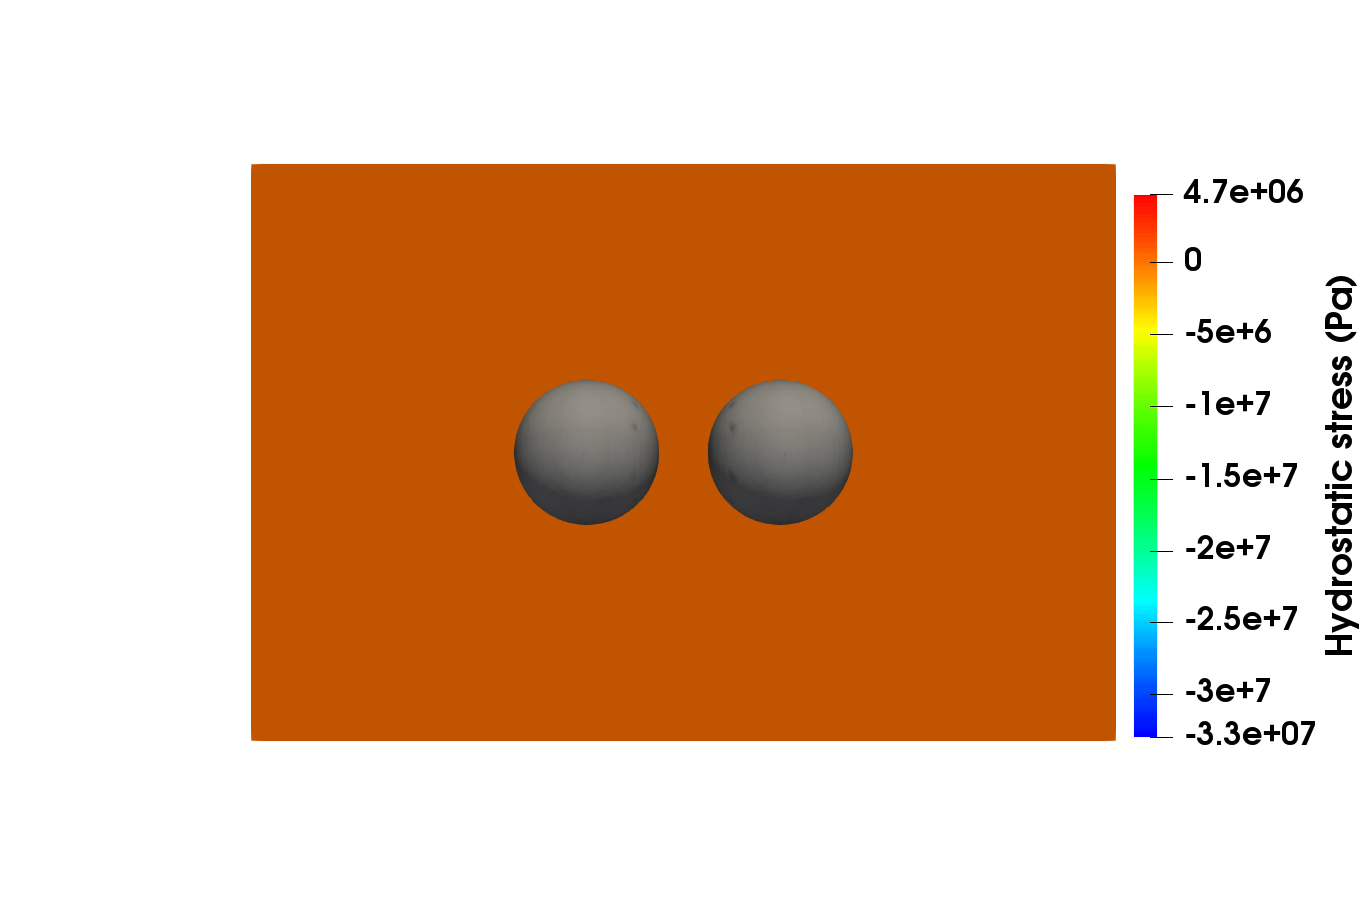 4.7e+06
0
-5e+6
-1e+7
-1.5e+7
-2e+7
-2.5e+7
-3e+7
-3.3e+07
Hydrostatic stress (Pa)